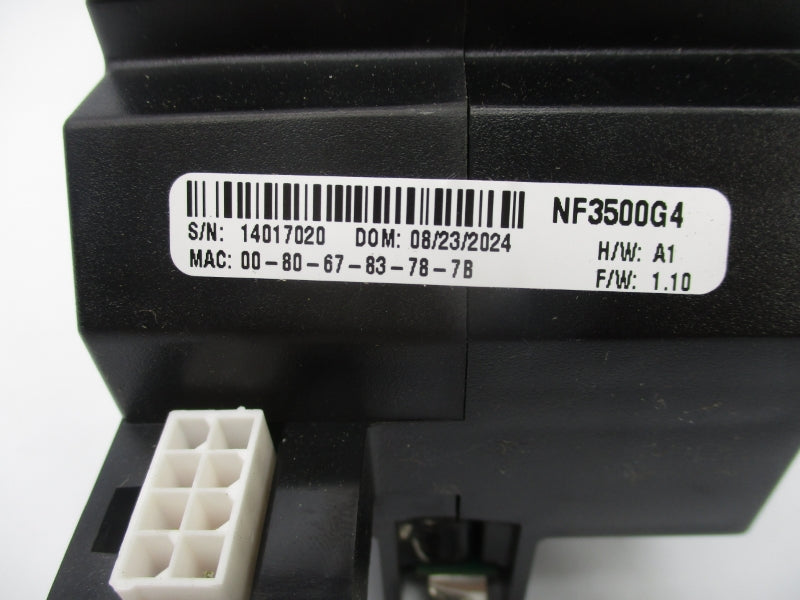 NF3500G4
S/N: 14017020 DOM: 08/23/2024
H/W: A1
MAC: 00-80-67-83-78-7B
F/W: 1.10